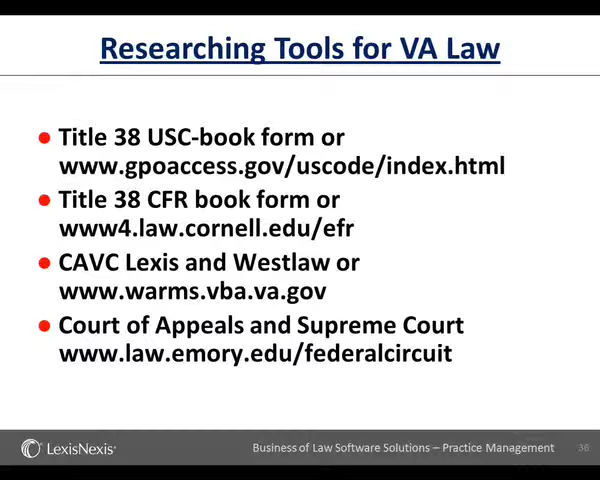 Researching Tools for VA Law
Title 38 USC-book form or
www.gpoaccess.gov/uscode/index.html
Title 38 CFR book form or
www4.law.cornell.edu/efr
CAVC Lexis and Westlaw or
www.warms.vba.va.gov
Court of Appeals and Supreme Court
www.law.emory.edu/federalcircuit
LexisNexis® Business of Law Software Solutions – Practice Management 36